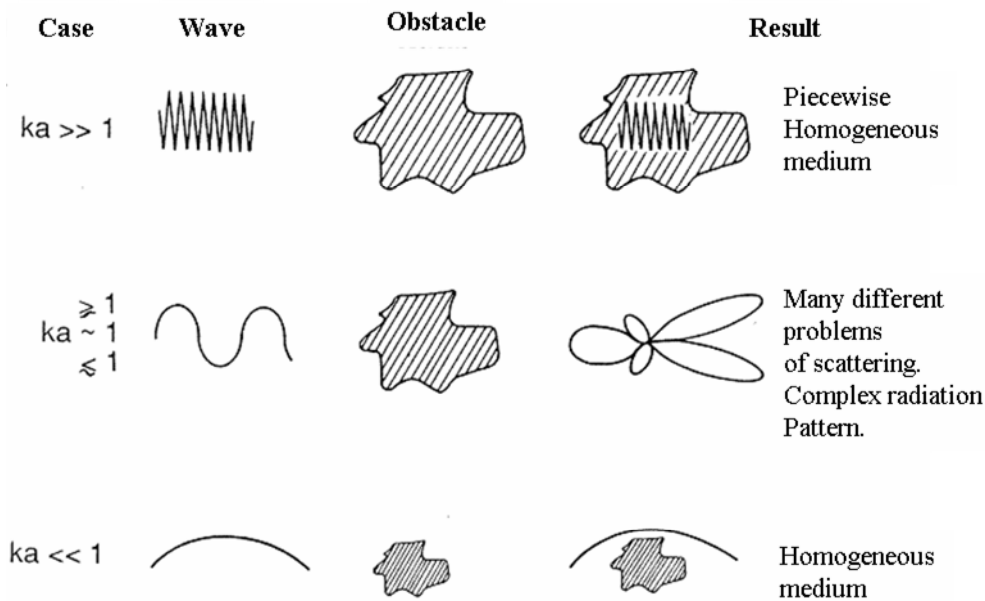 Case Wave Obstacle Result
ka >> 1
Piecewise
Homogeneous
medium
≷ 1
ka ~ 1
≲ 1
Many different
problems
of scattering.
Complex radiation
Pattern.
ka << 1
Homogeneous
medium